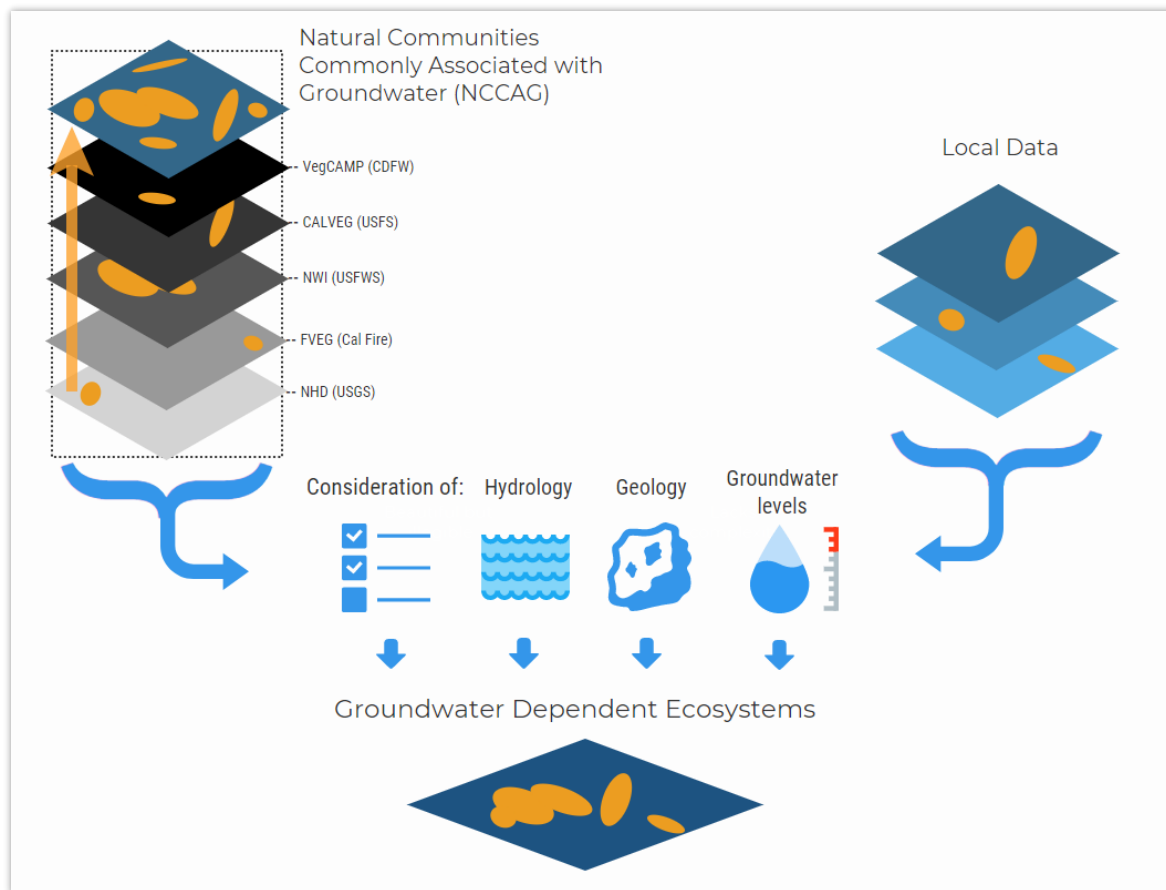 Natural Communities
Commonly Associated with
Groundwater (NCCAG)
VegCAMP (CDFW)
CALVEG (USFS)
NWI (USFWS)
FVEG (Cal Fire)
NHD (USGS)
Local Data
Consideration of:
Hydrology
Geology
Groundwater
levels
Groundwater Dependent Ecosystems